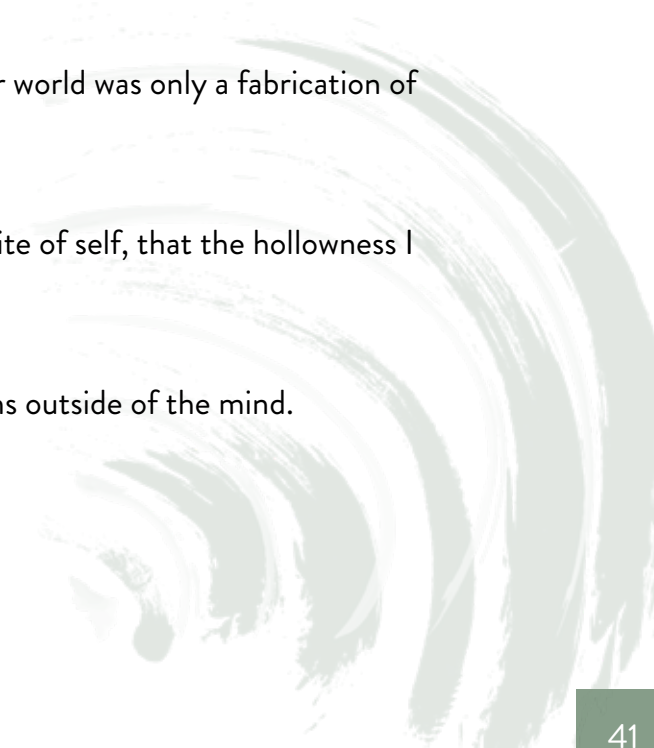 r world was only a fabrication of
ite of self, that the hollowness I
ns outside of the mind.
41